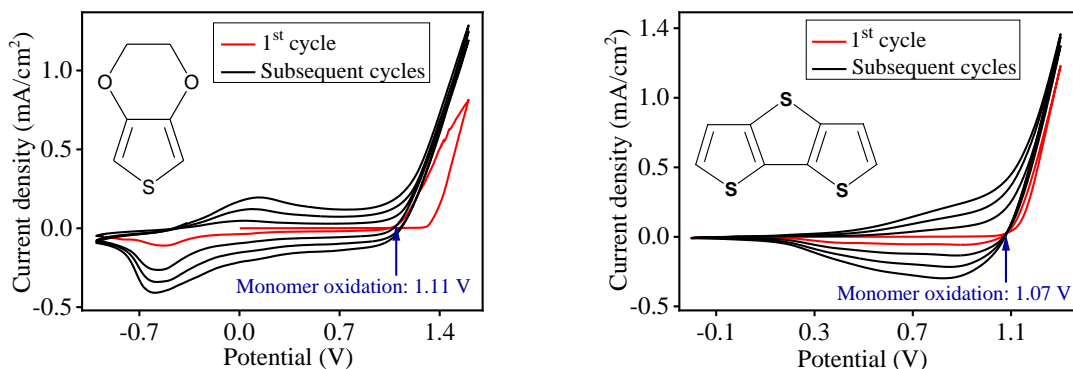 1st cycle
Subsequent cycles
O
O
S
Current density (mA/cm2)
1.0
0.5
0.0
-0.5
Monomer oxidation: 1.11 V
-0.7
0.0
0.7
1.4
Potential (V)
1st cycle
Subsequent cycles
S
S
S
Current density (mA/cm2)
1.4
1.0
0.5
0.0
-0.5
Monomer oxidation: 1.07 V
-0.1
0.3
0.7
1.1
Potential (V)